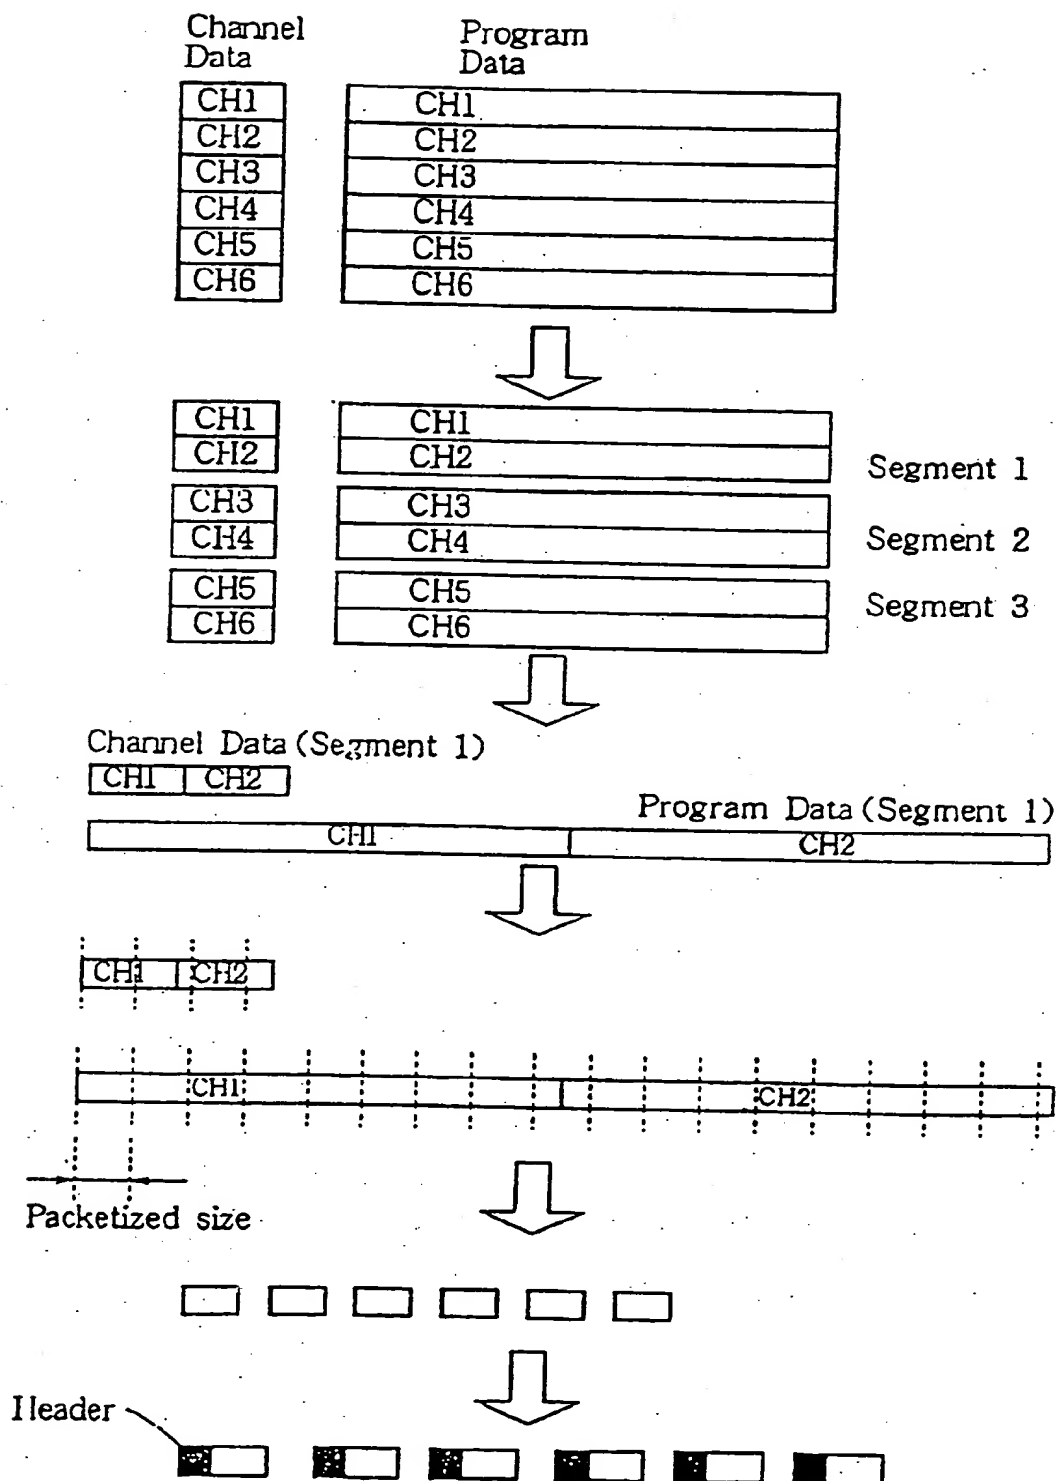 Channel Data
Program Data
CH1
CH2
CH3
CH4
CH5
CH6
CH1
CH2
CH3
CH4
CH5
CH6
CH1
CH2
CH3
CH4
CH5
CH6
CH1
CH2
Segment 1
CH3
CH4
Segment 2
CH5
CH6
Segment 3
Channel Data (Segment 1)
CH1 CH2
Program Data (Segment 1)
CH1 CH2
CH1 CH2
CH1 CH2
Packetized size
Header